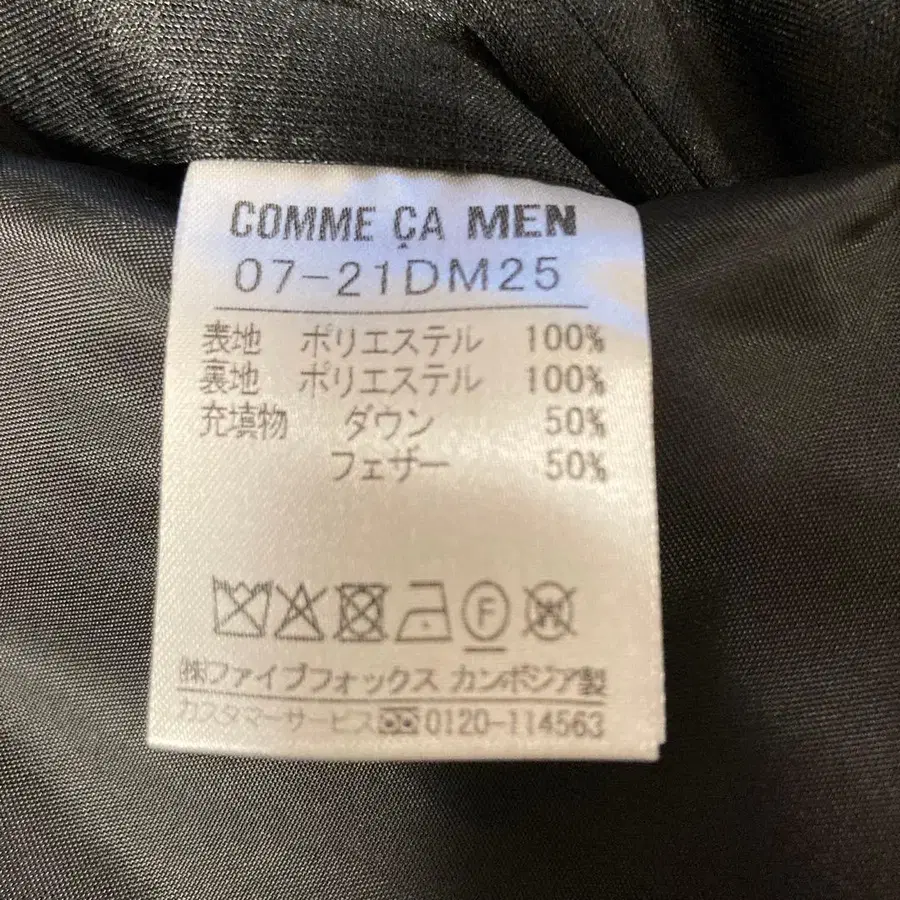 COMME ÇA MEN
07-21DM25
表地 ポリエステル 100%
裏地 ポリエステル 100%
充填物 ダウン 50%
フェザー 50%
F W
㈱ファイブフォックス カンボジア製
カスタマーサービス 0120-114563